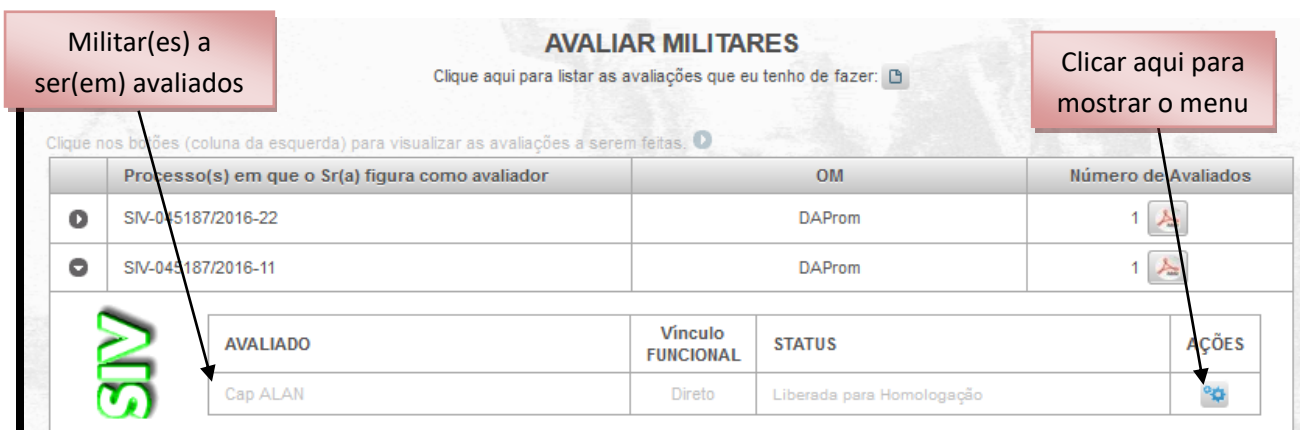 Militar(es) a
ser(em) avaliados
AVALIAR MILITARES
Clique aqui para listar as avaliações que eu tenho de fazer:
Clicar aqui para
mostrar o menu
Clique nos botões (coluna da esquerda) para visualizar as avaliações a serem feitas.
Processo(s) em que o Sr(a) figura como avaliador OM Número de Avaliados
SIV-045187/2016-22 DAProm 1
SIV-045187/2016-11 DAProm 1
SIV
AVALIADO Vínculo FUNCIONAL STATUS AÇÕES
Cap ALAN Direto Liberada para Homologação